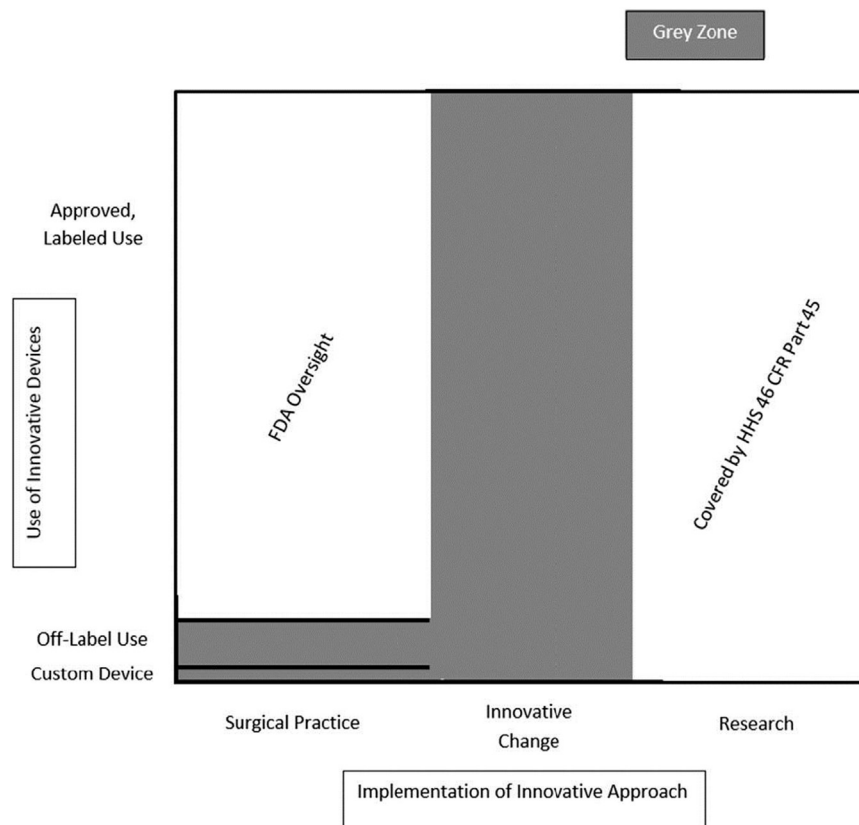 Grey Zone
Approved,
Labeled Use
Use of Innovative Devices
FDA Oversight
Covered by HHS 46 CFR Part 45
Off-Label Use
Custom Device
Surgical Practice
Innovative
Change
Research
Implementation of Innovative Approach